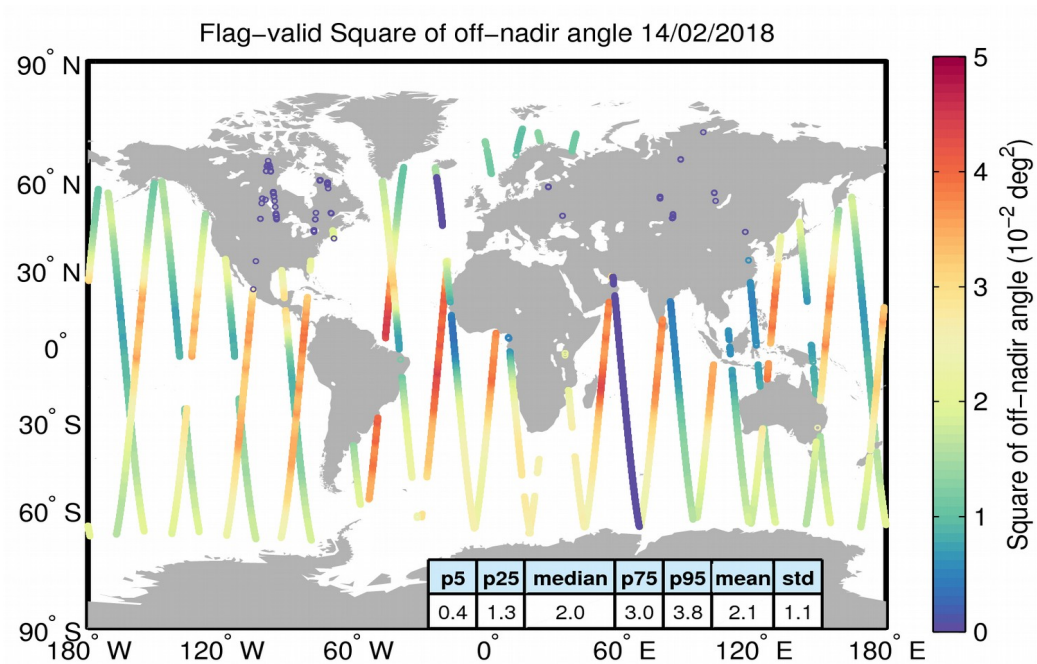 Flag−valid Square of off−nadir angle 14/02/2018
90° N
60° N
30° N
0°
30° S
60° S
90° S
180° W
120° W
60° W
0°
60° E
120° E
180° E
p5 p25 median p75 p95 mean std
0.4 1.3 2.0 3.0 3.8 2.1 1.1
5
4
3
2
1
0
Square of off−nadir angle (10⁻² deg²)